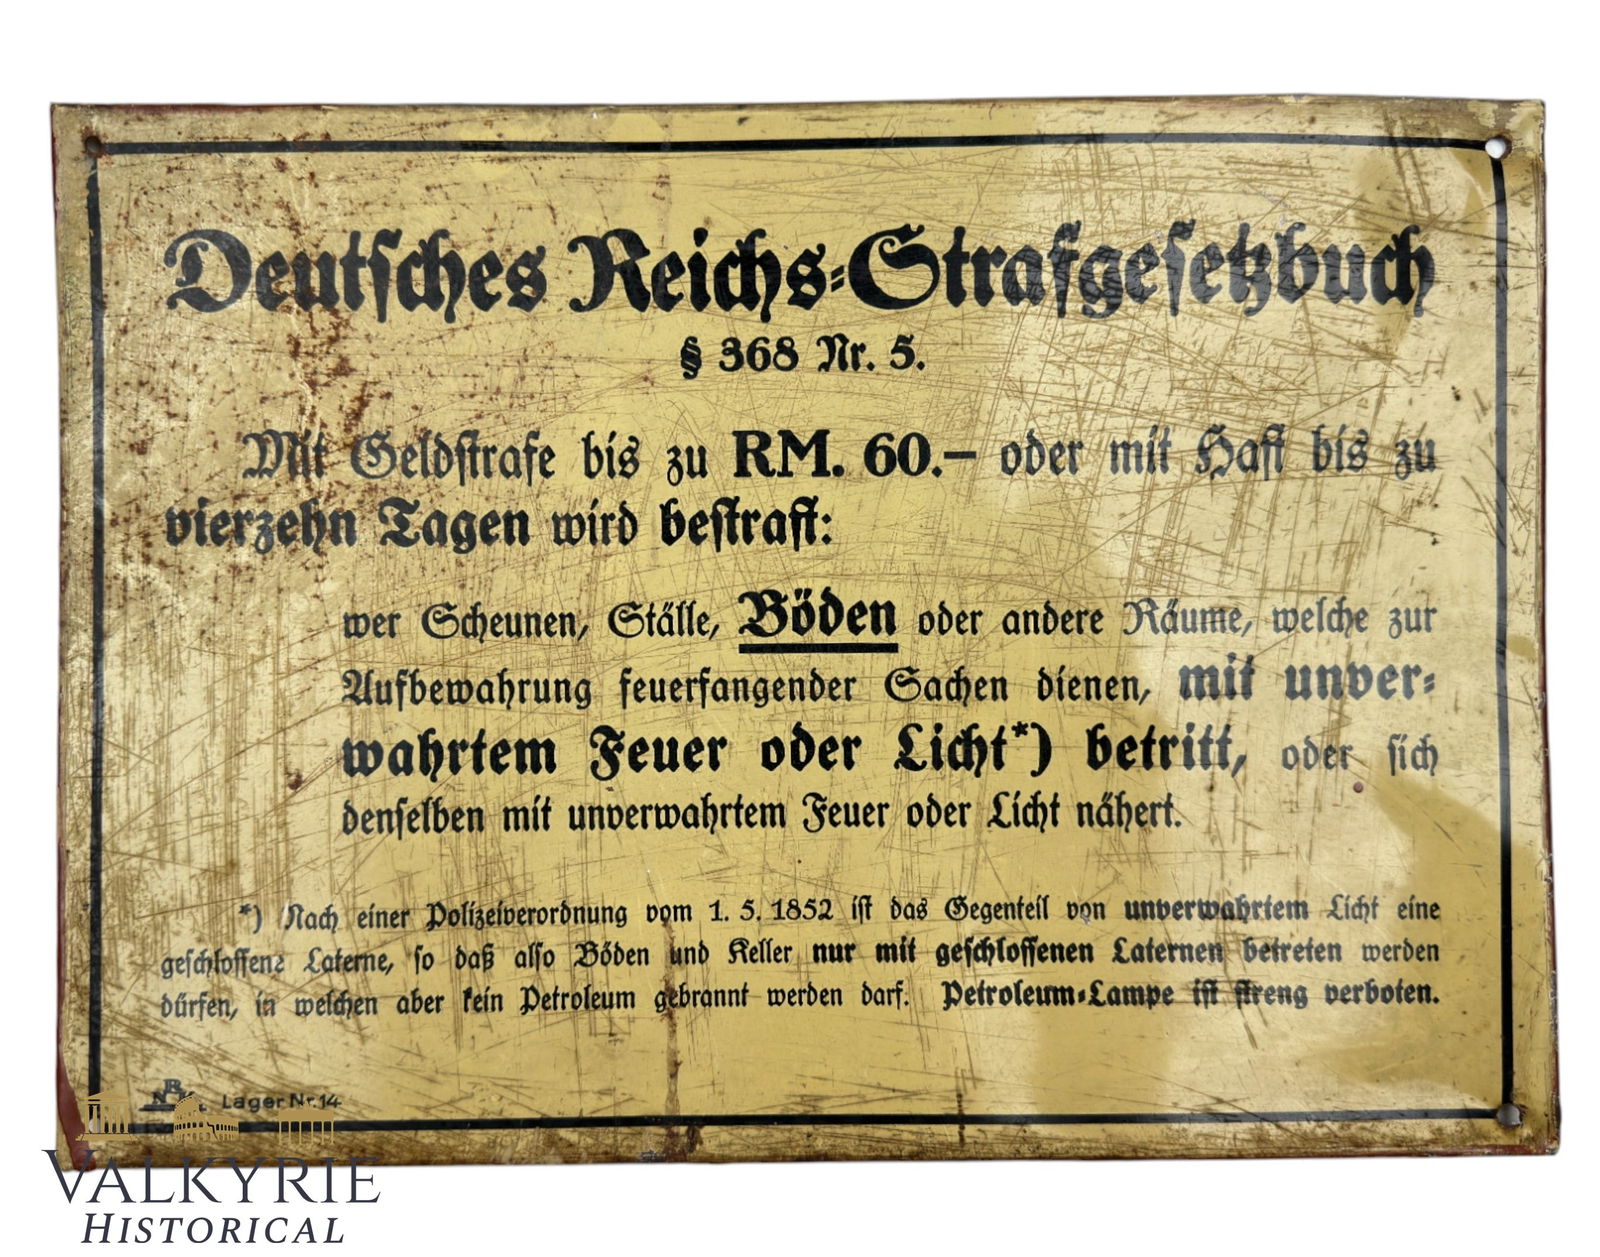 Deutsches Reichs=Strafgesetzbuch
§ 368 Nr. 5.
Mit Geldstrafe bis zu RM. 60.— oder mit Haft bis zu
vierzehn Tagen wird bestraft:
wer Scheunen, Ställe, Böden oder andere Räume, welche zur
Aufbewahrung feuerfangender Sachen dienen, mit unver=
wahrtem Feuer oder Licht*) betritt, oder sich
denselben mit unverwahrtem Feuer oder Licht nähert.
*) Nach einer Polizeiverordnung vom 1. 5. 1852 ist das Gegenteil von unverwahrtem Licht eine
geschlossene Laterne, so daß also Böden und Keller nur mit geschlossenen Laternen betreten werden
dürfen, in welchen aber kein Petroleum gebrannt werden darf. Petroleum=Lampe ist streng verboten.
Lager Nr. 14
VALKYRIE
HISTORICAL